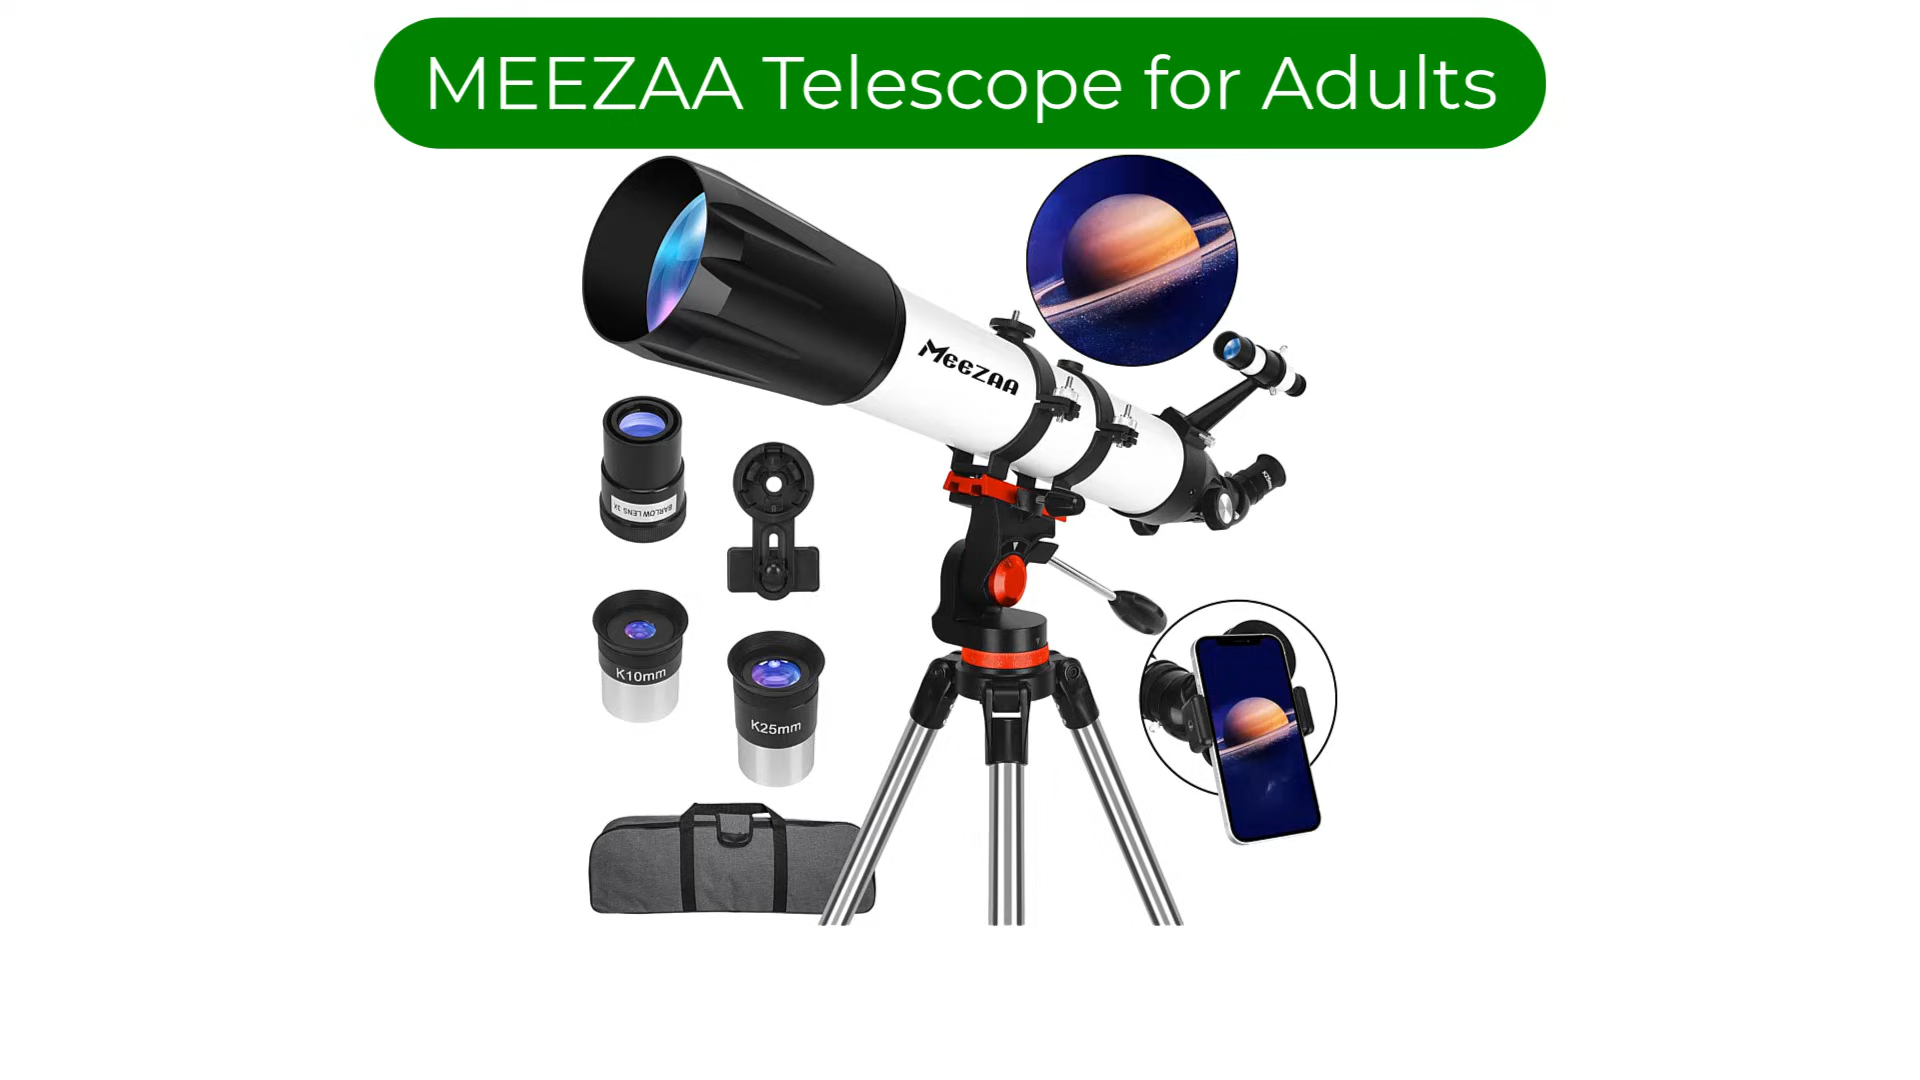 MEEZAA Telescope for Adults
MEEZAA
BARLOW LENS 3X
K10mm
K25mm